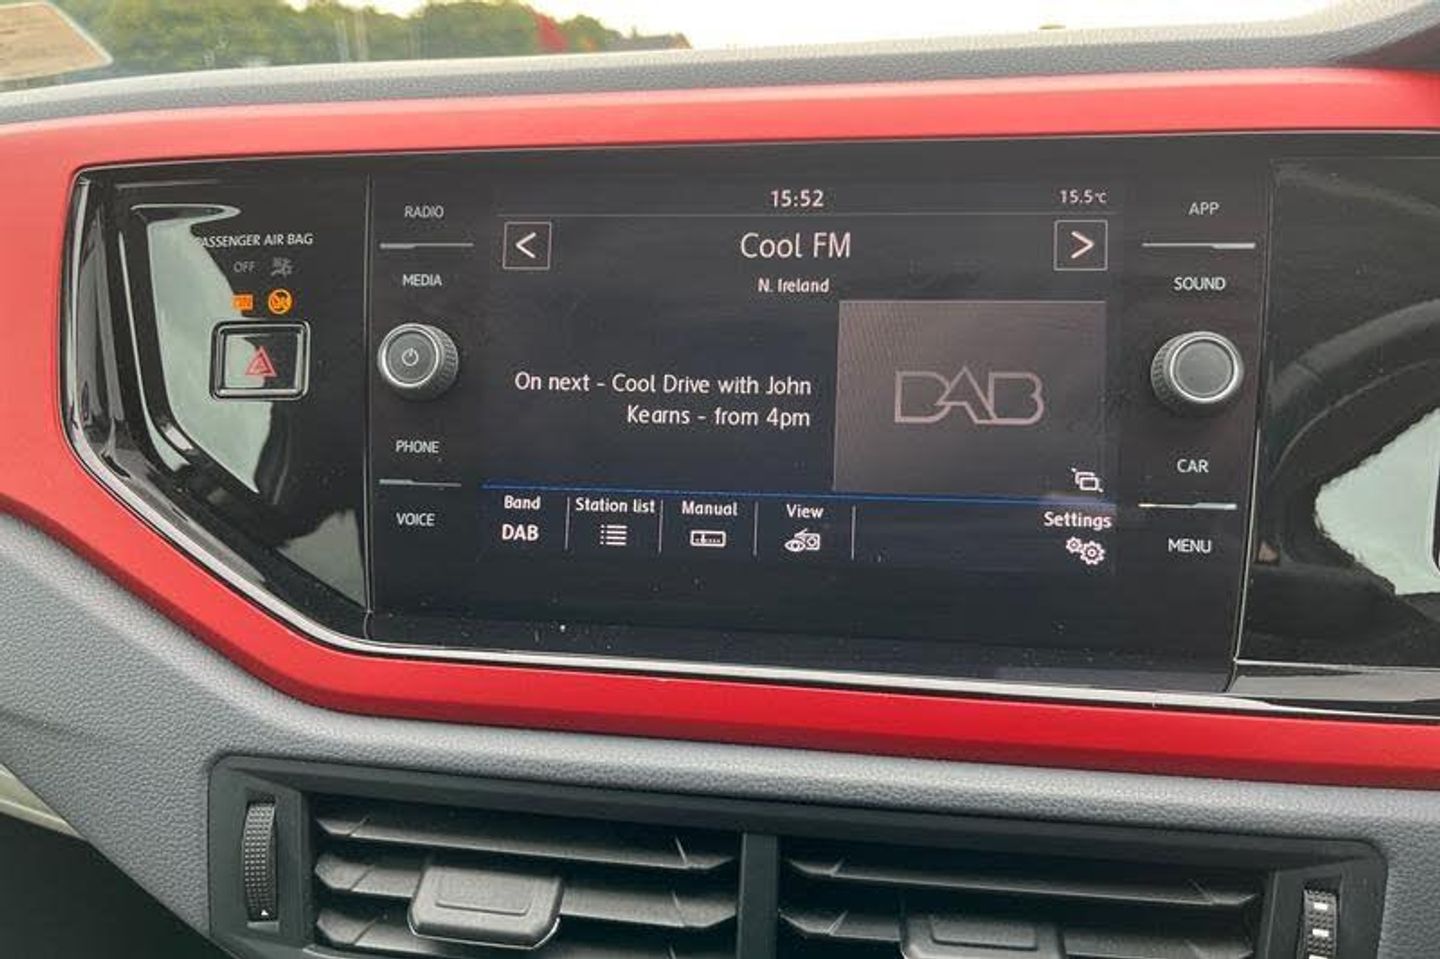 PASSENGER AIR BAG
OFF
ON
RADIO
MEDIA
PHONE
VOICE
15:52
15.5°C
<
Cool FM
>
N. Ireland
On next - Cool Drive with John
Kearns - from 4pm
DAB
Band
DAB
Station list
Manual
View
Settings
APP
SOUND
CAR
MENU